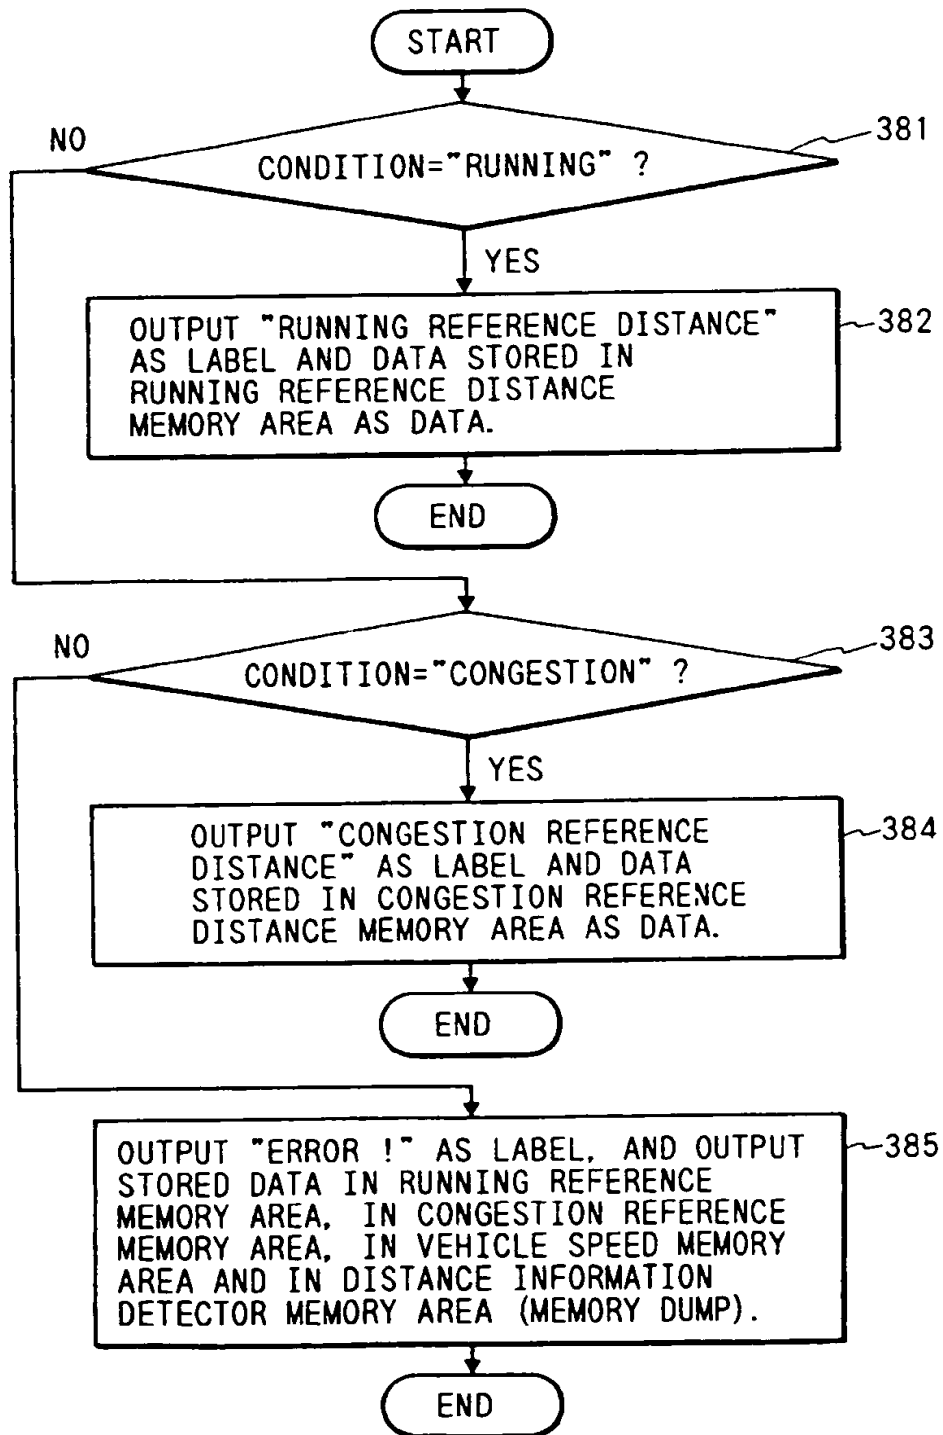 START
NO
381
CONDITION="RUNNING" ?
YES
OUTPUT "RUNNING REFERENCE DISTANCE"
AS LABEL AND DATA STORED IN
RUNNING REFERENCE DISTANCE
MEMORY AREA AS DATA.
382
END
NO
383
CONDITION="CONGESTION" ?
YES
OUTPUT "CONGESTION REFERENCE
DISTANCE" AS LABEL AND DATA
STORED IN CONGESTION REFERENCE
DISTANCE MEMORY AREA AS DATA.
384
END
OUTPUT "ERROR !" AS LABEL, AND OUTPUT
STORED DATA IN RUNNING REFERENCE
MEMORY AREA, IN CONGESTION REFERENCE
MEMORY AREA, IN VEHICLE SPEED MEMORY
AREA AND IN DISTANCE INFORMATION
DETECTOR MEMORY AREA (MEMORY DUMP).
385
END